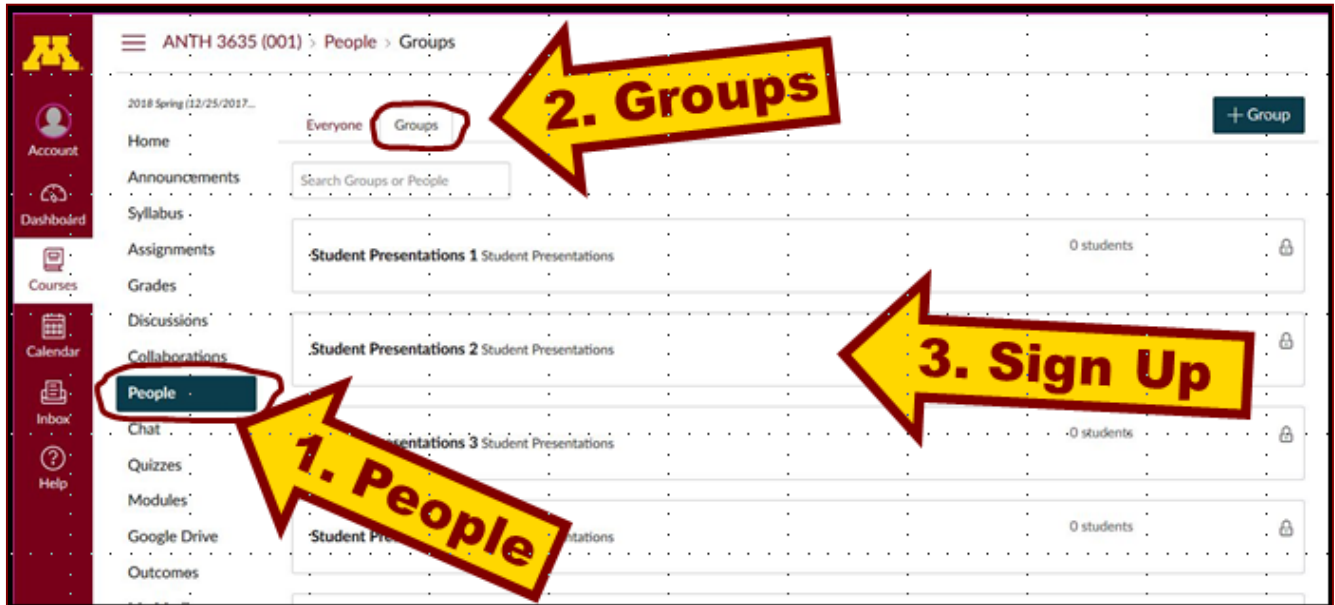 M
ANTH 3635 (001) > People > Groups
2018 Spring (12/25/2017...
Account
Dashboard
Courses
Calendar
Inbox
Help
Home
Announcements
Syllabus
Assignments
Grades
Discussions
Collaborations
People
Chat
Quizzes
Modules
Google Drive
Outcomes
Everyone Groups
+ Group
Search Groups or People
Student Presentations 1 Student Presentations 0 students
Student Presentations 2 Student Presentations
sentations 3 Student Presentations 0 students
Student 0 students
1. People
2. Groups
3. Sign Up